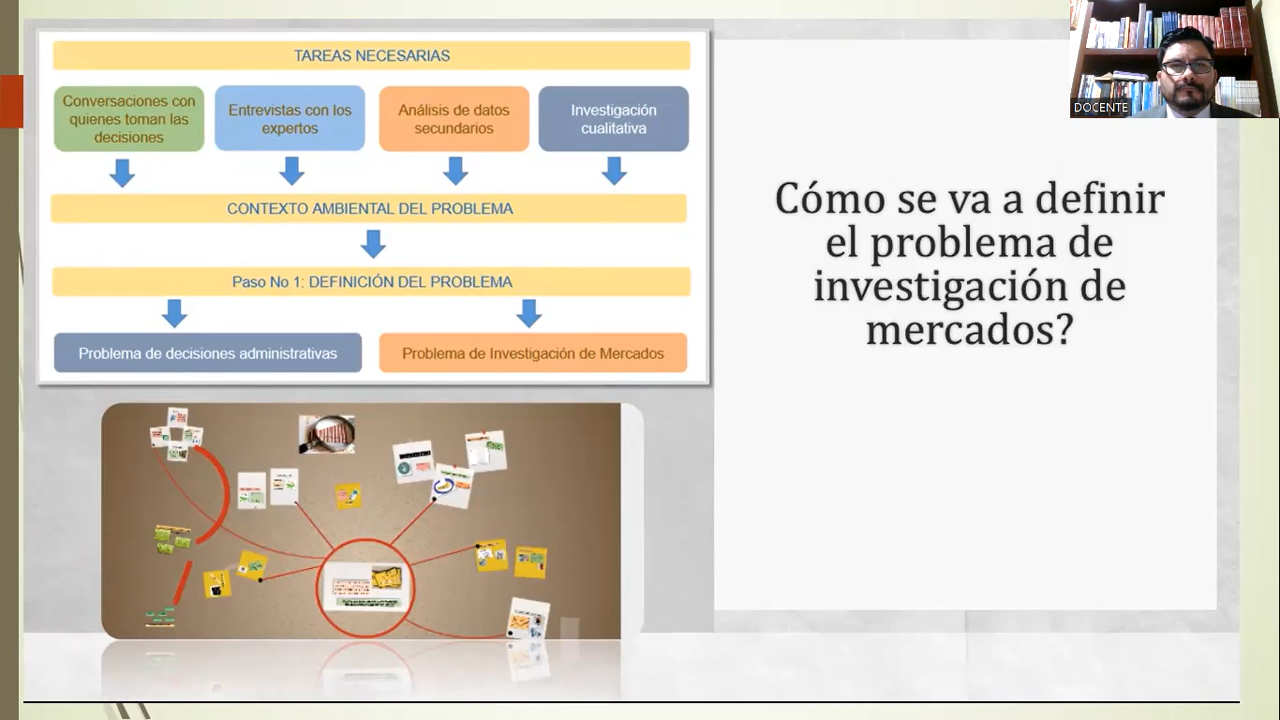 TAREAS NECESARIAS
Conversaciones con
quienes toman las
decisiones
Entrevistas con los
expertos
Análisis de datos
secundarios
Investigación
cualitativa
CONTEXTO AMBIENTAL DEL PROBLEMA
Paso No 1: DEFINICIÓN DEL PROBLEMA
Problema de decisiones administrativas
Problema de Investigación de Mercados
DOCENTE
Cómo se va a definir
el problema de
investigación de
mercados?